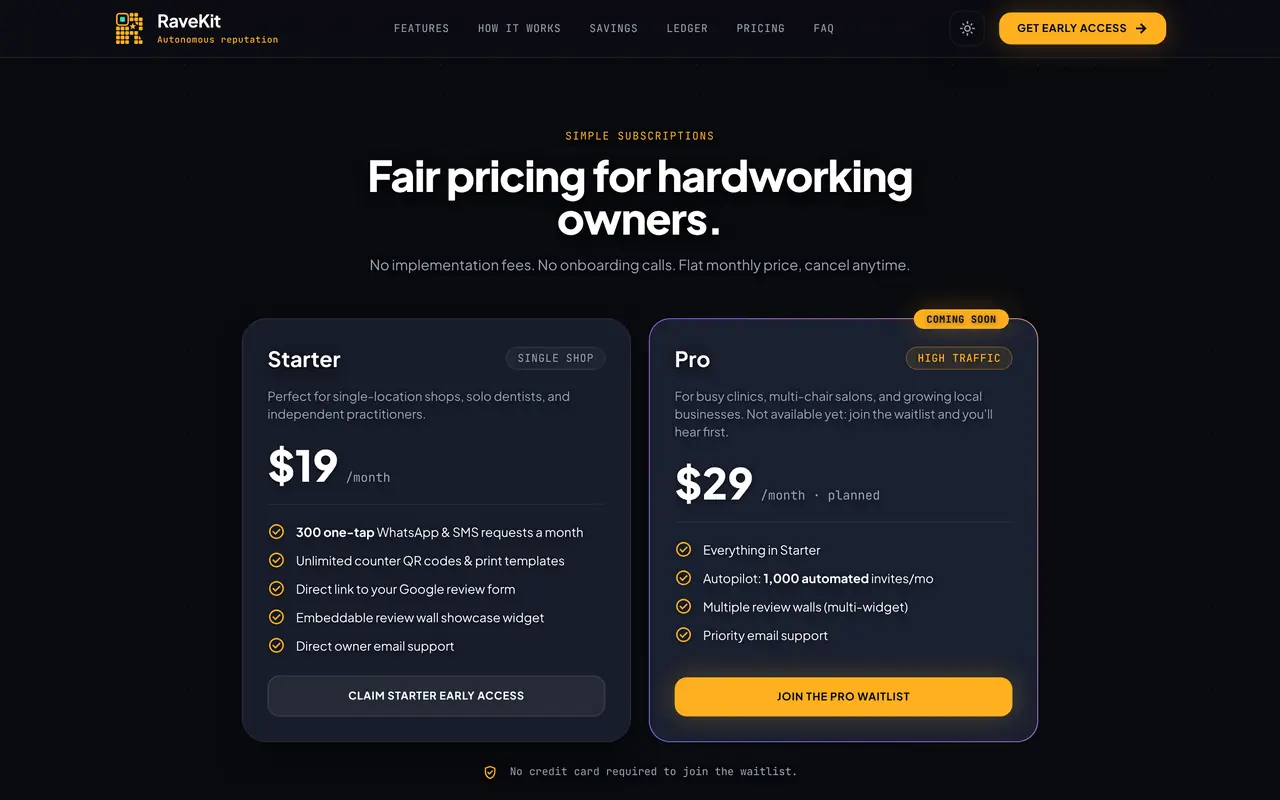 RaveKit
Autonomous reputation
FEATURES
HOW IT WORKS
SAVINGS
LEDGER
PRICING
FAQ
GET EARLY ACCESS
SIMPLE SUBSCRIPTIONS
Fair pricing for hardworking
owners.
No implementation fees. No onboarding calls. Flat monthly price, cancel anytime.
Starter
SINGLE SHOP
Perfect for single-location shops, solo dentists, and
independent practitioners.
$19 /month
300 one-tap WhatsApp & SMS requests a month
Unlimited counter QR codes & print templates
Direct link to your Google review form
Embeddable review wall showcase widget
Direct owner email support
CLAIM STARTER EARLY ACCESS
COMING SOON
Pro
HIGH TRAFFIC
For busy clinics, multi-chair salons, and growing local
businesses. Not available yet: join the waitlist and you'll
hear first.
$29 /month · planned
Everything in Starter
Autopilot: 1,000 automated invites/mo
Multiple review walls (multi-widget)
Priority email support
JOIN THE PRO WAITLIST
No credit card required to join the waitlist.